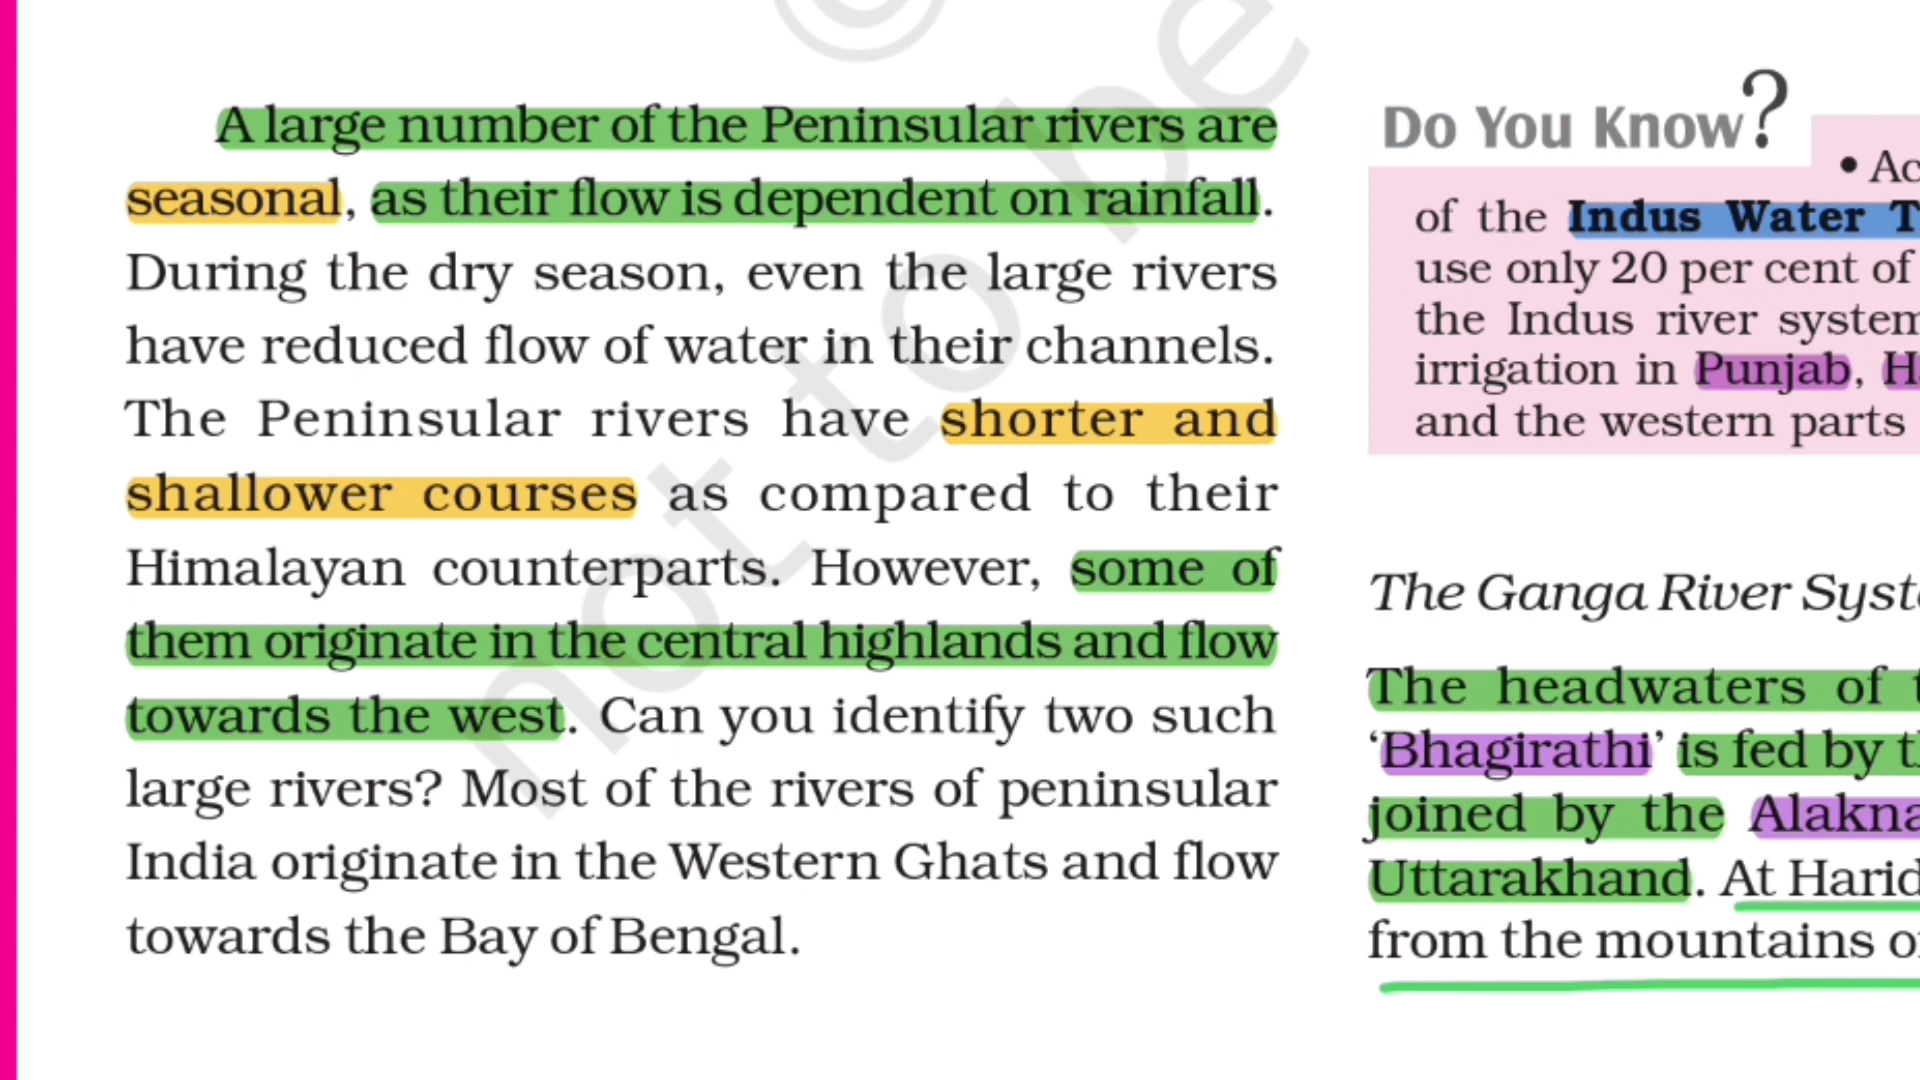 A large number of the Peninsular rivers are
seasonal, as their flow is dependent on rainfall.
During the dry season, even the large rivers
have reduced flow of water in their channels.
The Peninsular rivers have shorter and
shallower courses as compared to their
Himalayan counterparts. However, some of
them originate in the central highlands and flow
towards the west. Can you identify two such
large rivers? Most of the rivers of peninsular
India originate in the Western Ghats and flow
towards the Bay of Bengal.
Do You Know?
•
of the Indus Water
use only 20 per cent of
the Indus river system
irrigation in Punjab,
and the western parts
The Ganga River
The headwaters of
‘Bhagirathi’ is fed by
joined by the
Uttarakhand. At
from the mountains
not to be
©